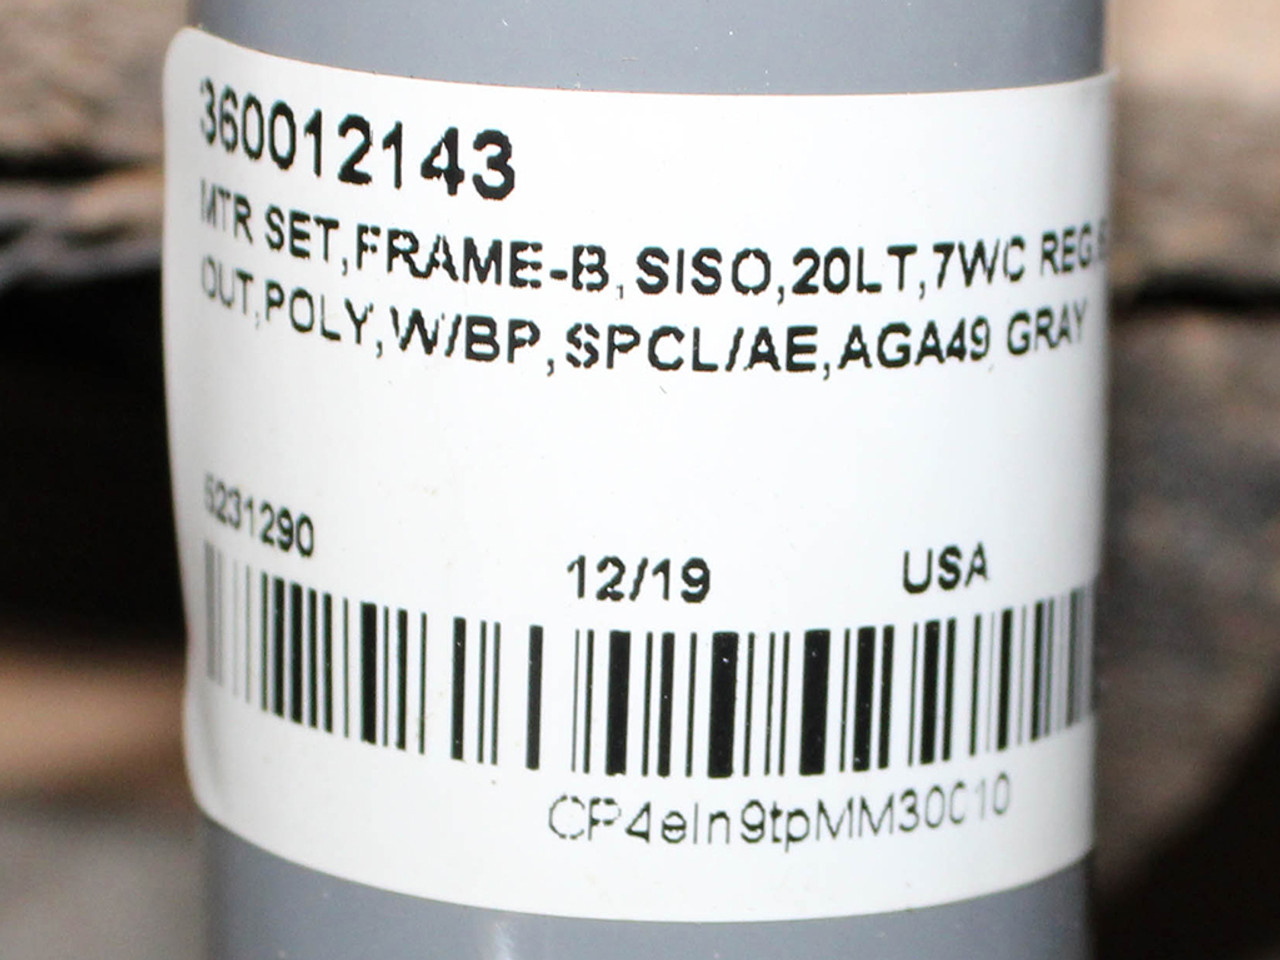 360012143
MTR SET,FRAME-B,SISO,20LT,7WC REG,
OUT,POLY,W/BP,SPCL/AE,AGA49 GRAY
5231290
12/19
USA
CP4eIn9tpMM30C10